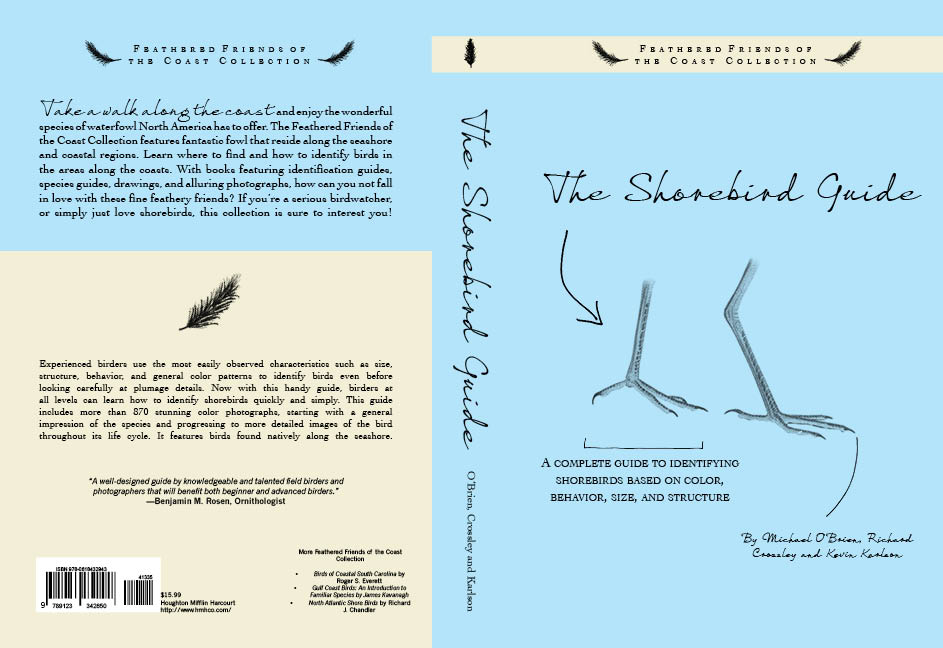 Feathered Friends of
the Coast Collection
Take a walk along the coast and enjoy the wonderful
species of waterfowl North America has to offer. The Feathered Friends of
the Coast Collection features fantastic fowl that reside along the seashore
and coastal regions. Learn where to find and how to identify birds in
the areas along the coasts. With books featuring identification guides,
species guides, drawings, and alluring photographs, how can you not fall
in love with these fine feathery friends? If you're a serious birdwatcher,
or simply just love shorebirds, this collection is sure to interest you!
Experienced birders use the most easily observed characteristics such as size,
structure, behavior, and general color patterns to identify birds even before
looking carefully at plumage details. Now with this handy guide, birders at
all levels can learn how to identify shorebirds quickly and simply. This guide
includes more than 870 stunning color photographs, starting with a general
impression of the species and progressing to more detailed images of the bird
throughout its life cycle. It features birds found natively along the seashore.
"A well-designed guide by knowledgeable and talented field birders and
photographers that will benefit both beginner and advanced birders."
—Benjamin M. Rosen, Ornithologist
ISBN 978-0618432943
41335
9 789123 342650
$15.99
Houghton Mifflin Harcourt
http://www.hmhco.com/
More Feathered Friends of the Coast
Collection
• Birds of Coastal South Carolina by
Roger S. Everett
• Gulf Coast Birds: An Introduction to
Familiar Species by James Kavanagh
• North Atlantic Shore Birds by Richard
J. Chandler
The Shorebird Guide
O'Brien, Crossley and Karlson
Feathered Friends of
the Coast Collection
The Shorebird Guide
A complete guide to identifying
shorebirds based on color,
behavior, size, and structure
By Michael O'Brien, Richard
Crossley and Kevin Karlson